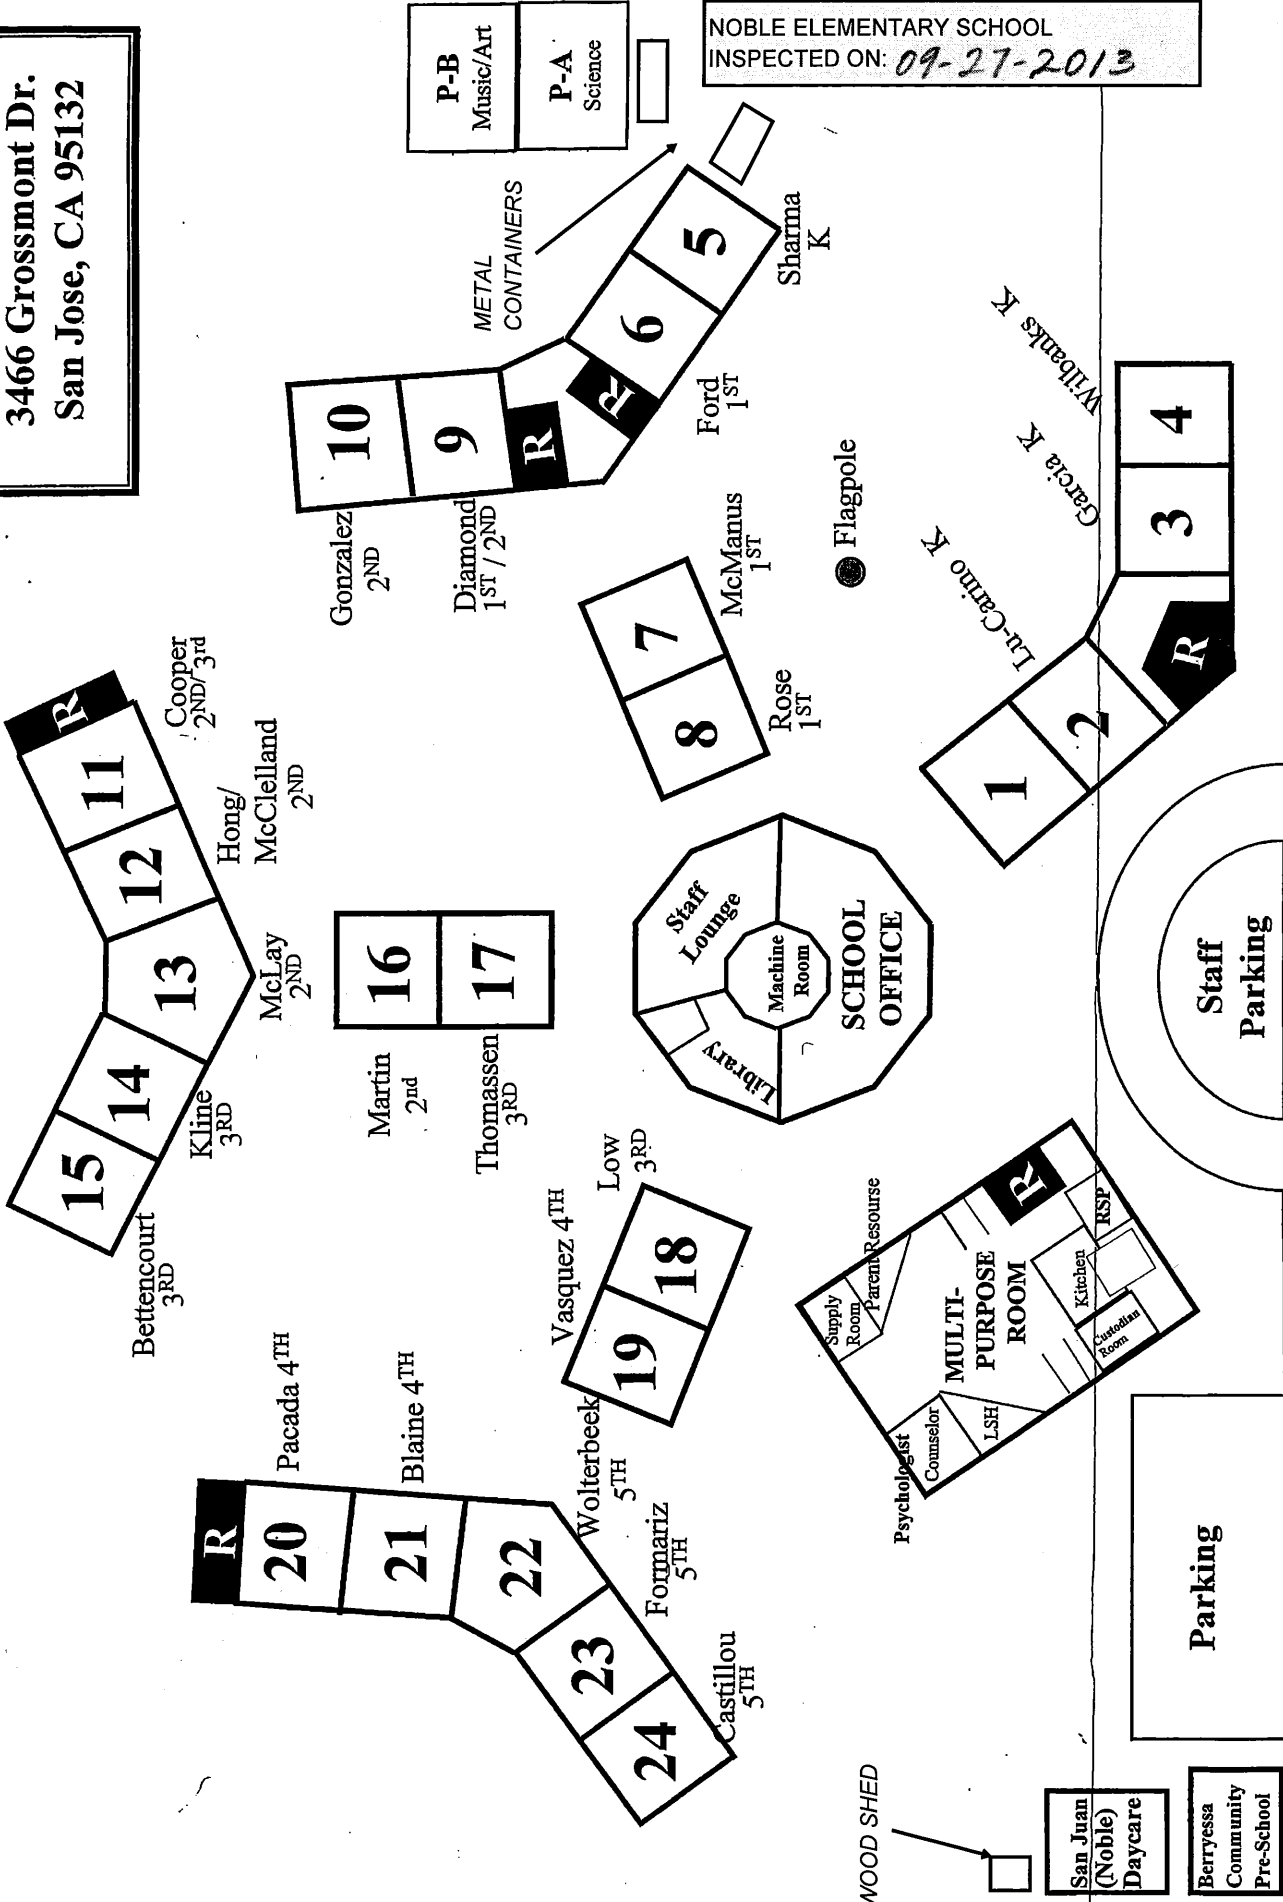 3466 Grossmont Dr.
San Jose, CA 95132
NOBLE ELEMENTARY SCHOOL
INSPECTED ON: 09-27-2013
P-B
Music/Art
P-A
Science
METAL
CONTAINERS
5
Sharma
K
6
Ford
1ST
R
R
9
Diamond
1ST / 2ND
10
Gonzalez
2ND
R
11
Cooper
2ND/3rd
12
Hong/
McClelland
2ND
13
McLay
2ND
14
Kline
3RD
15
Bettencourt
3RD
16
Martin
2nd
17
Thomassen
3RD
7
McManus
1ST
8
Rose
1ST
Flagpole
Wilbanks K
Garcia K
Lu-Carino K
4
3
R
2
1
Staff
Lounge
Machine
Room
Library
SCHOOL
OFFICE
Staff
Parking
Low
3RD
18
Vasquez 4TH
19
R
20
Pacada 4TH
21
Blaine 4TH
22
Wolterbeek
5TH
23
Formariz
5TH
24
Castillou
5TH
Supply
Room
Parent Resourse
MULTI-
PURPOSE
ROOM
R
RSP
Kitchen
Custodian
Room
Psychologist
Counselor
LSH
Parking
WOOD SHED
San Juan
(Noble)
Daycare
Berryessa
Community
Pre-School